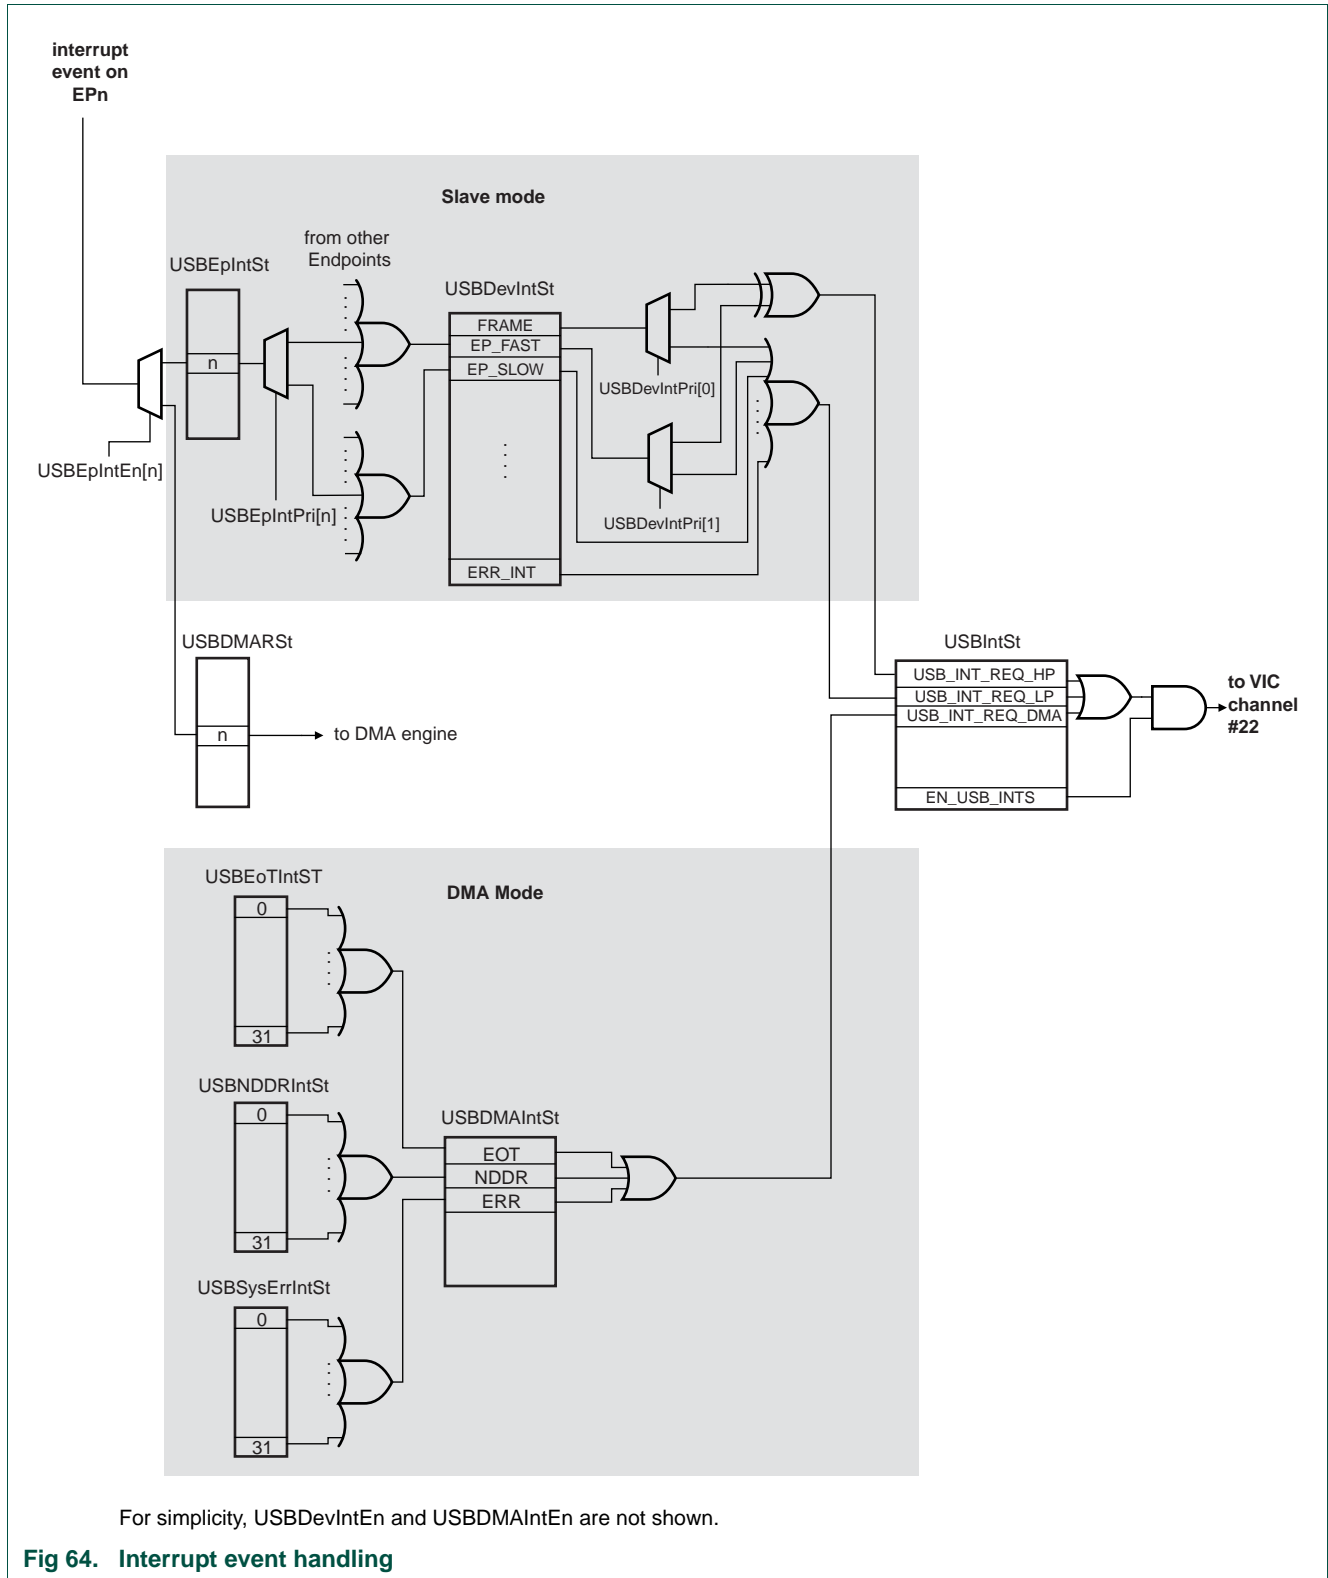 interrupt
event on
EPn
Slave mode
from other
Endpoints
USBEpIntSt
USBDevIntSt
FRAME
EP_FAST
EP_SLOW
n
USBDevIntPri[0]
USBEpIntEn[n]
USBEpIntPri[n]
USBDevIntPri[1]
ERR_INT
USBDMARSt
n
to DMA engine
USBIntSt
USB_INT_REQ_HP
USB_INT_REQ_LP
USB_INT_REQ_DMA
EN_USB_INTS
to VIC
channel
#22
DMA Mode
USBEoTIntST
0
31
USBNDDRIntSt
0
31
USBDMAIntSt
EOT
NDDR
ERR
USBSysErrIntSt
0
31
For simplicity, USBDevIntEn and USBDMAIntEn are not shown.
Fig 64. Interrupt event handling